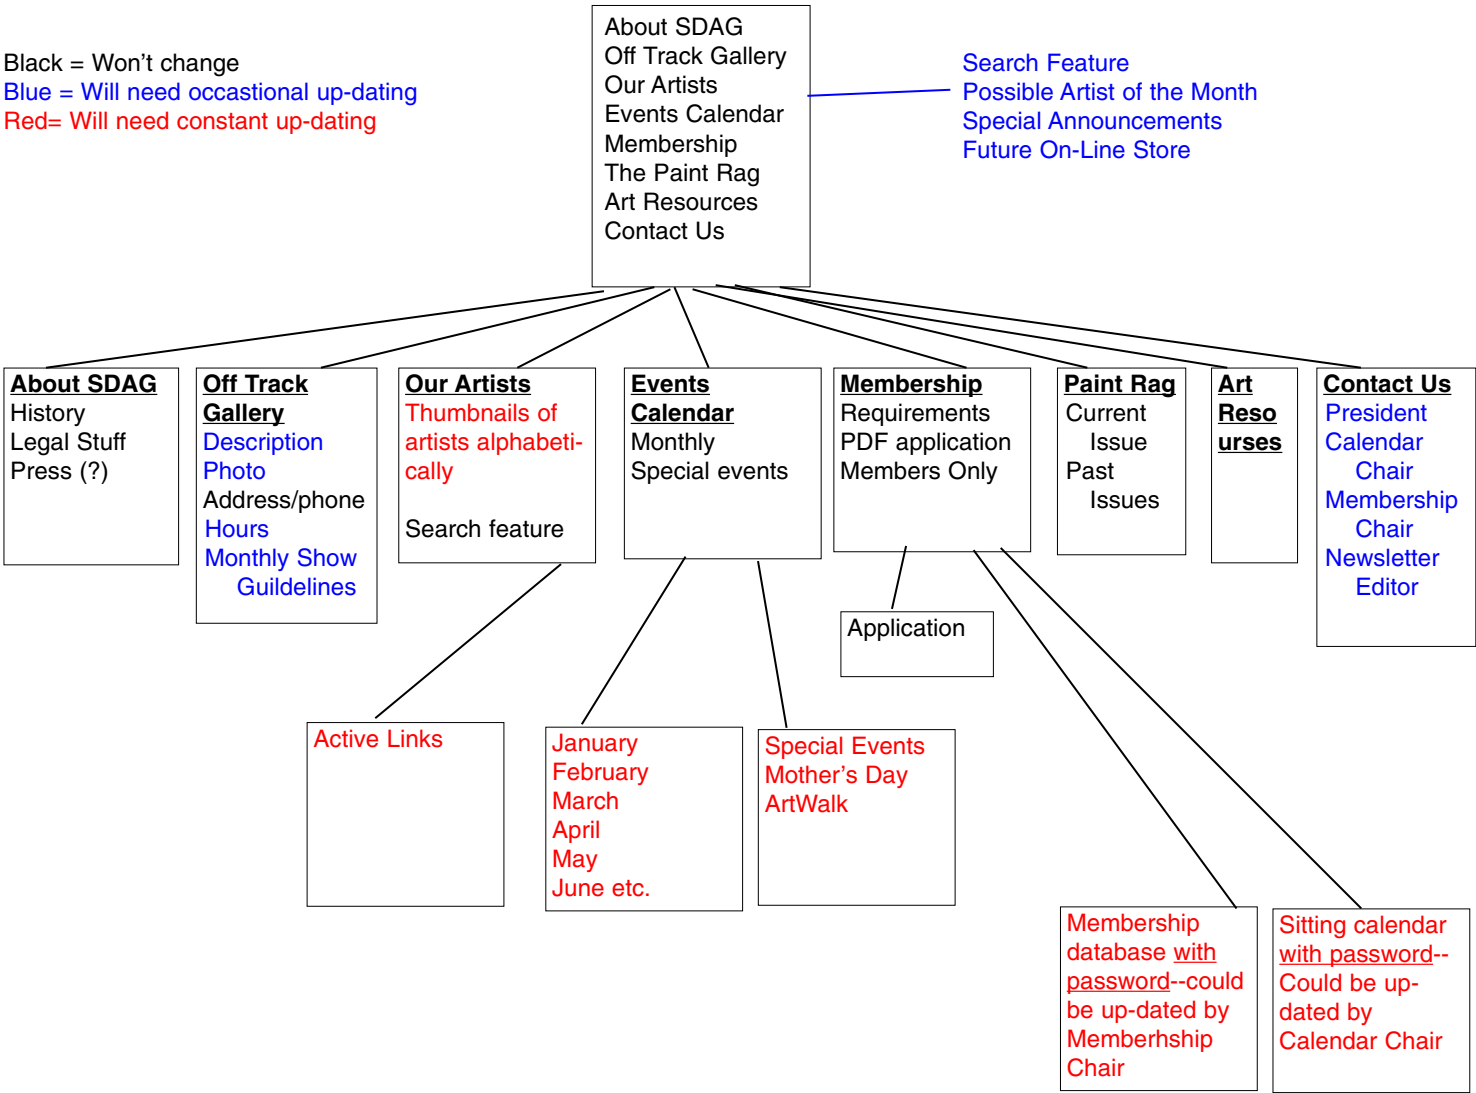 Black = Won't change
Blue = Will need occastional up-dating
Red= Will need constant up-dating
About SDAG
Off Track Gallery
Our Artists
Events Calendar
Membership
The Paint Rag
Art Resources
Contact Us
Search Feature
Possible Artist of the Month
Special Announcements
Future On-Line Store
About SDAG
History
Legal Stuff
Press (?)
Off Track
Gallery
Description
Photo
Address/phone
Hours
Monthly Show
Guildelines
Our Artists
Thumbnails of
artists alphabeti-
cally
Search feature
Events
Calendar
Monthly
Special events
Membership
Requirements
PDF application
Members Only
Paint Rag
Current
Issue
Past
Issues
Art
Reso
urses
Contact Us
President
Calendar
Chair
Membership
Chair
Newsletter
Editor
Application
Active Links
January
February
March
April
May
June etc.
Special Events
Mother's Day
ArtWalk
Membership
database with
password--could
be up-dated by
Memberhship
Chair
Sitting calendar
with password--
Could be up-
dated by
Calendar Chair